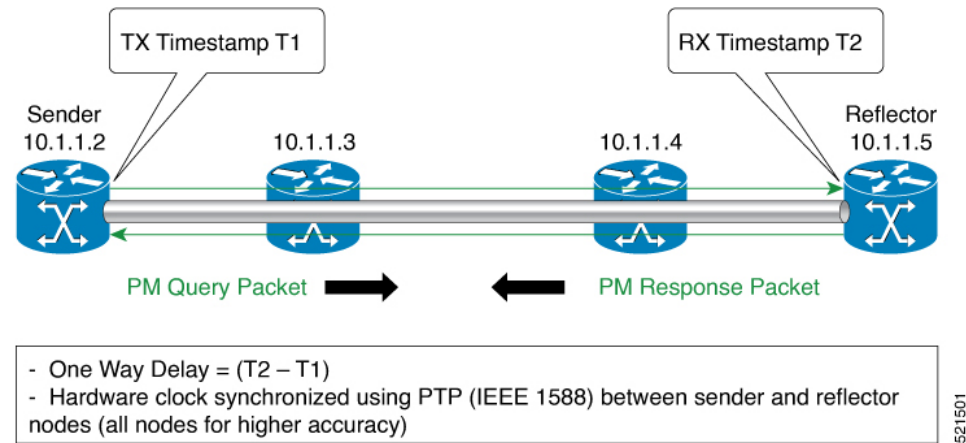 TX Timestamp T1
RX Timestamp T2
Sender
10.1.1.2
10.1.1.3
10.1.1.4
Reflector
10.1.1.5
PM Query Packet
PM Response Packet
- One Way Delay = (T2 – T1)
- Hardware clock synchronized using PTP (IEEE 1588) between sender and reflector
nodes (all nodes for higher accuracy)
521501